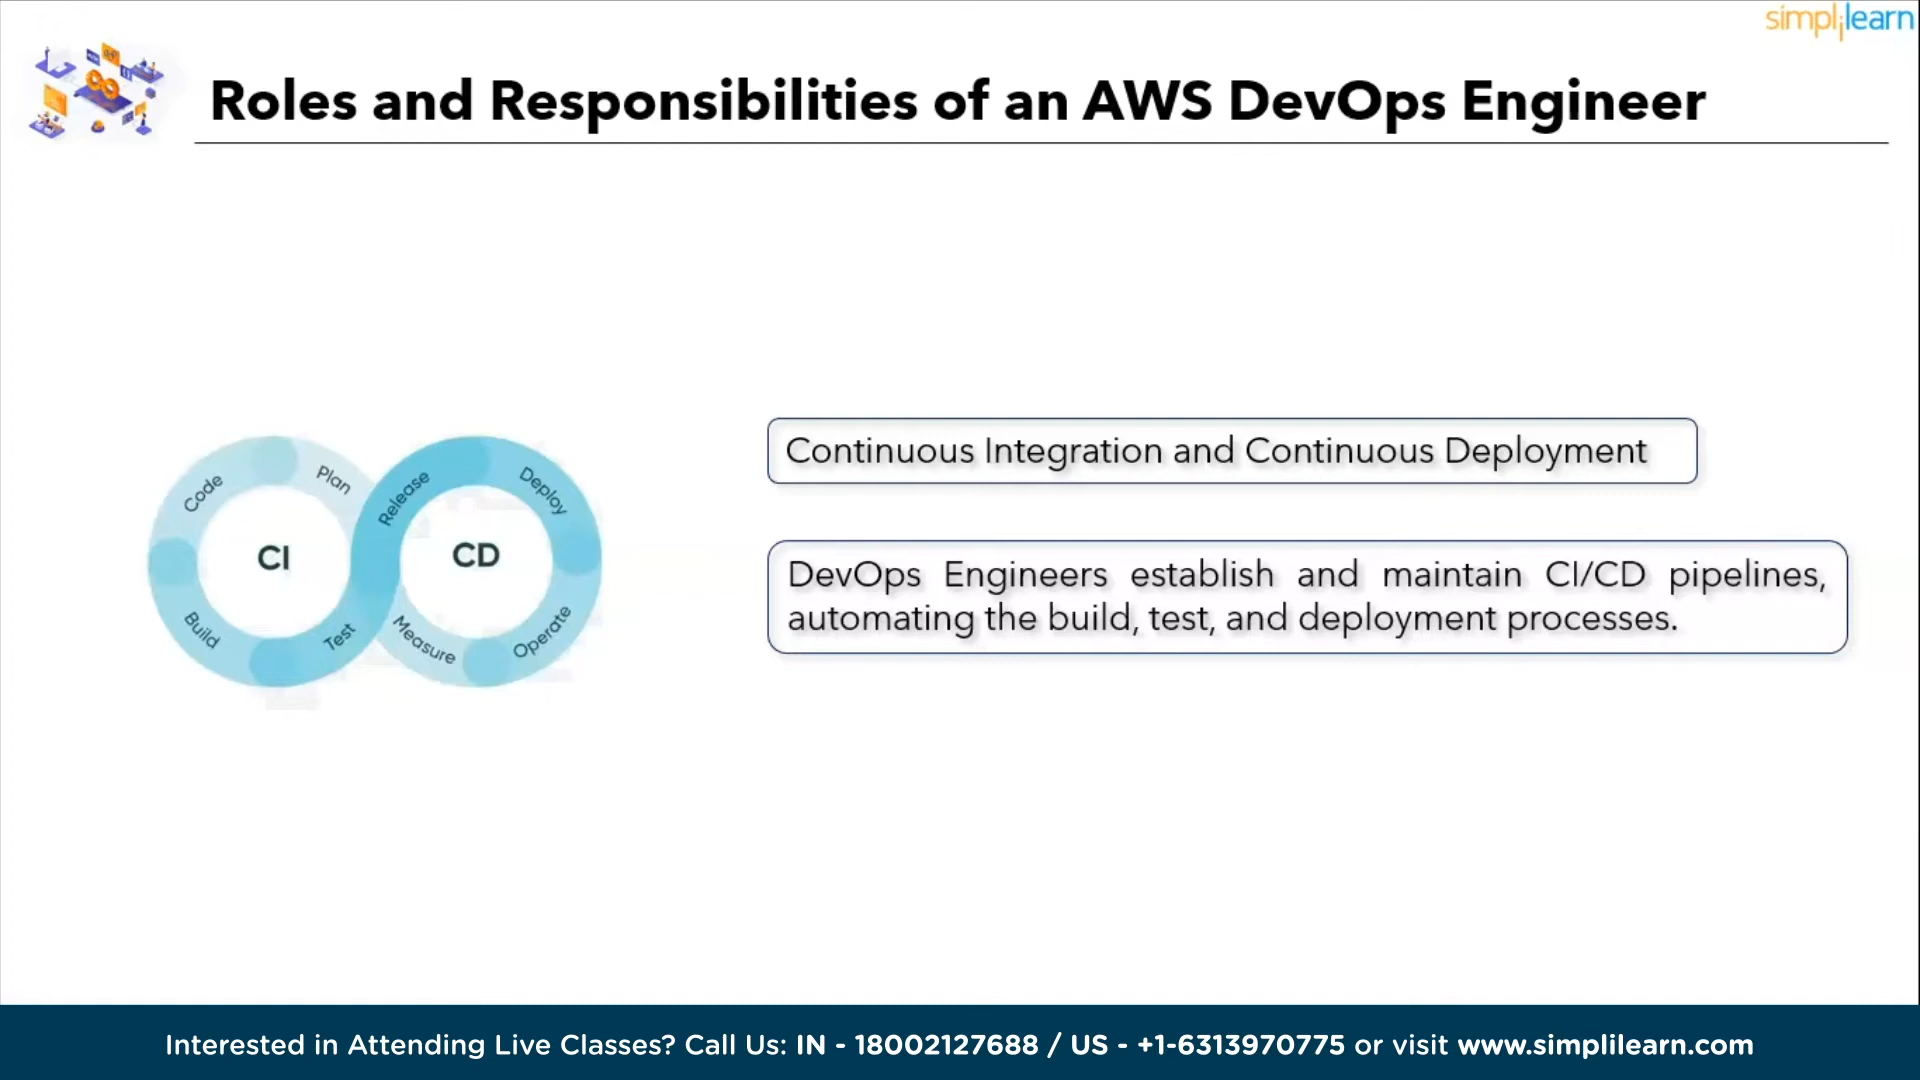 simplilearn
Roles and Responsibilities of an AWS DevOps Engineer
Code
Plan
Release
Deploy
CI
CD
Build
Test
Measure
Operate
Continuous Integration and Continuous Deployment
DevOps Engineers establish and maintain CI/CD pipelines,
automating the build, test, and deployment processes.
Interested in Attending Live Classes? Call Us: IN - 18002127688 / US - +1-6313970775 or visit www.simplilearn.com